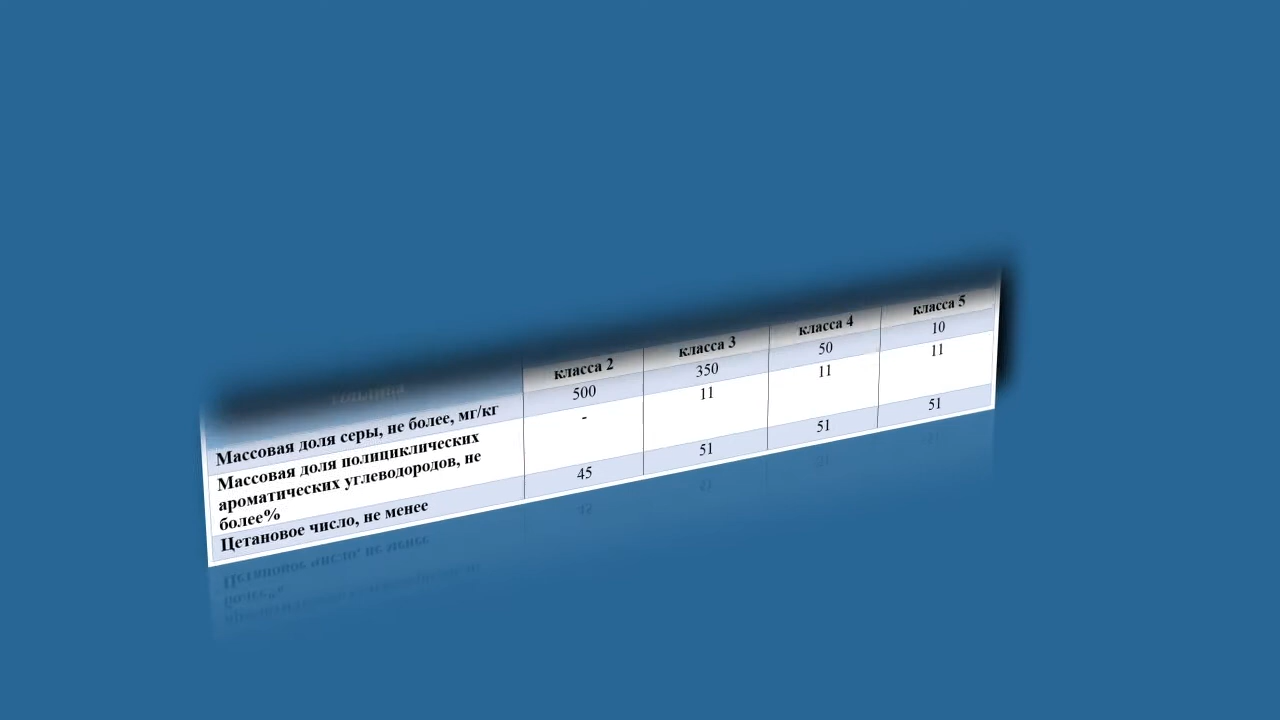 класса 2 класса 3 класса 4 класса 5
Массовая доля серы, не более, мг/кг 500 350 50 10
Массовая доля полициклических - 11 11 11
ароматических углеводородов, не
более%
Цетановое число, не менее 45 51 51 51